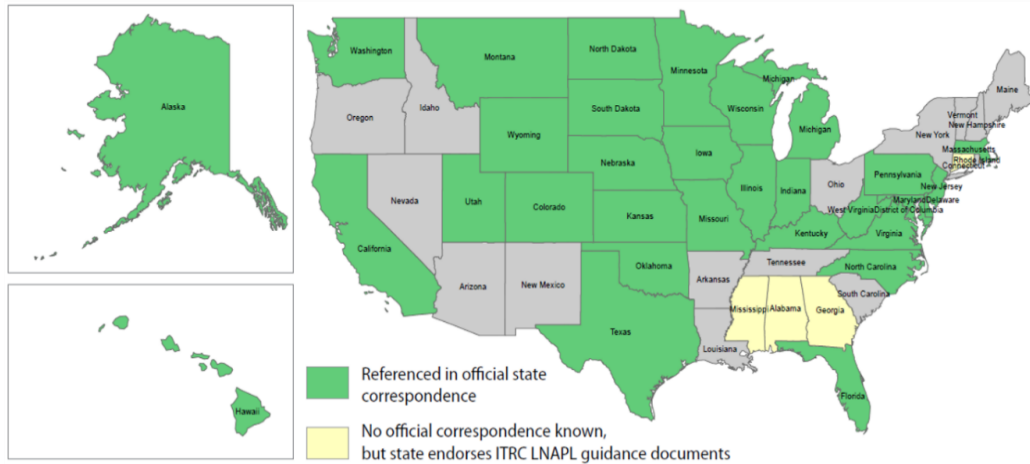 Alaska
Hawaii
Washington
Oregon
Idaho
Montana
North Dakota
South Dakota
Wyoming
Nebraska
Nevada
Utah
Colorado
Kansas
California
Arizona
New Mexico
Oklahoma
Texas
Minnesota
Iowa
Missouri
Arkansas
Louisiana
Wisconsin
Michigan
Michigan
Illinois
Indiana
Ohio
Kentucky
Tennessee
Mississippi
Alabama
Georgia
Florida
South Carolina
North Carolina
Virginia
West Virginia
District of Columbia
Maryland
Delaware
Pennsylvania
New Jersey
New York
Connecticut
Rhode Island
Massachusetts
Vermont
New Hampshire
Maine
Referenced in official state
correspondence
No official correspondence known,
but state endorses ITRC LNAPL guidance documents